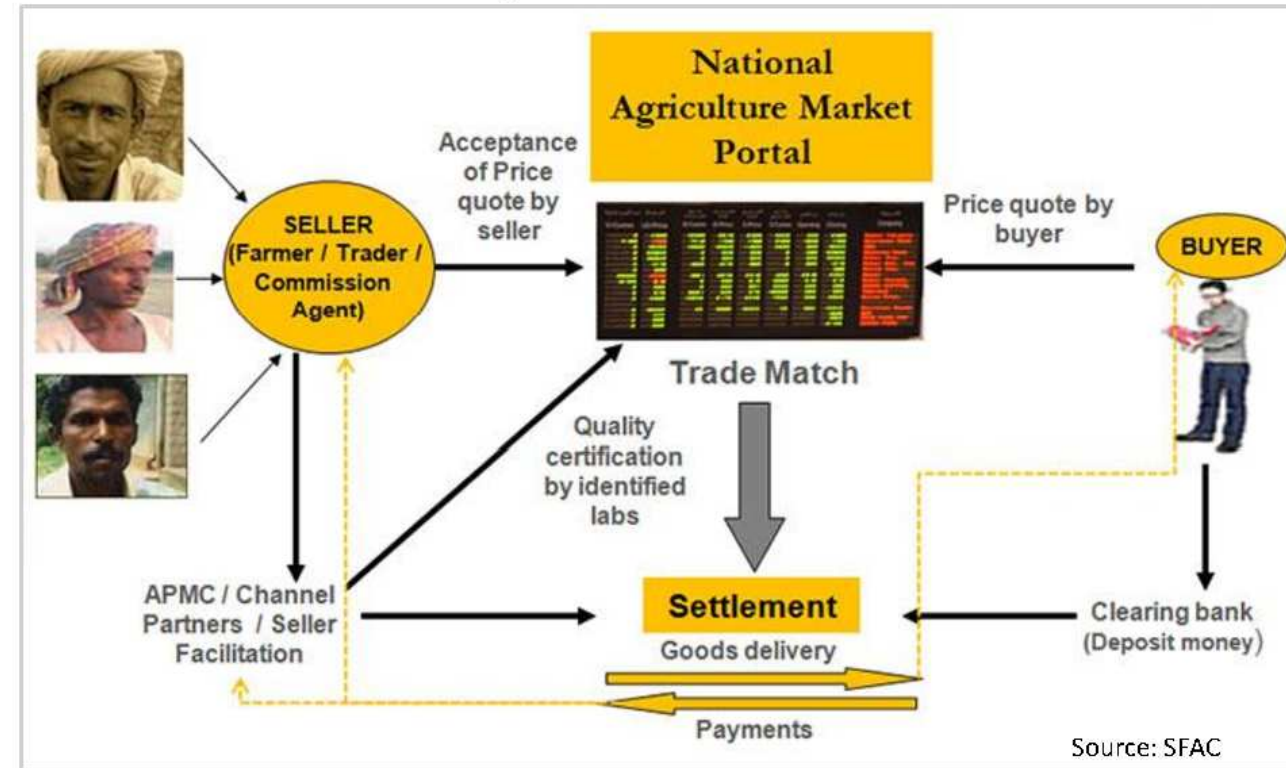 National
Agriculture Market
Portal
Acceptance
of Price
quote by
seller
SELLER
(Farmer / Trader /
Commission
Agent)
Price quote by
buyer
BUYER
Trade Match
Quality
certification
by identified
labs
APMC / Channel
Partners / Seller
Facilitation
Settlement
Goods delivery
Clearing bank
(Deposit money)
Payments
Source: SFAC